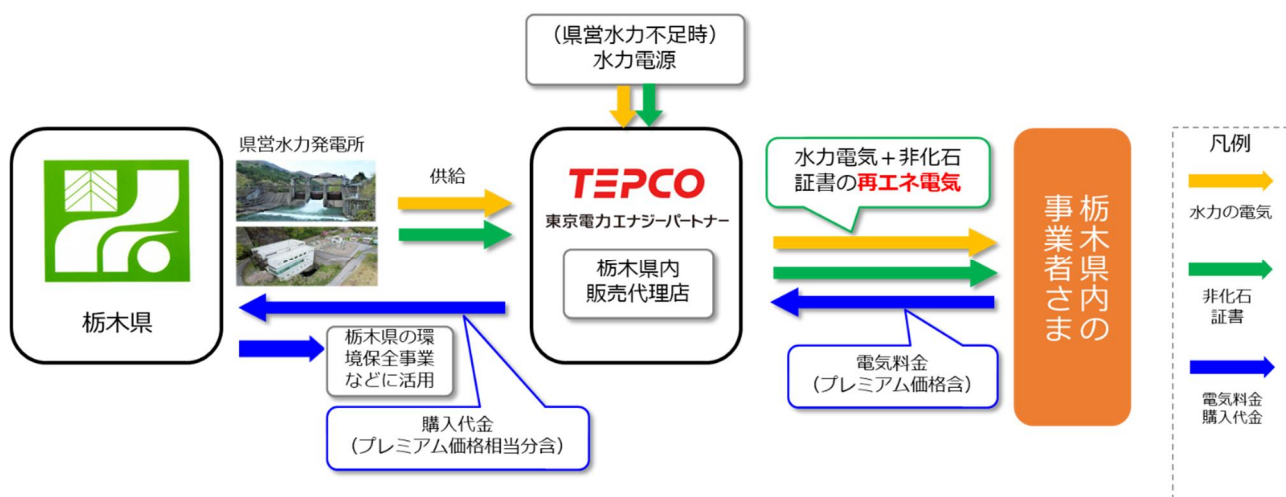 （県営水力不足時）
水力電源
県営水力発電所
供給
栃木県
TEPCO
東京電力エナジーパートナー
栃木県内
販売代理店
水力電気＋非化石
証書の再エネ電気
栃木県内の
事業者さま
栃木県の環
境保全事業
などに活用
購入代金
（プレミアム価格相当分含）
電気料金
（プレミアム価格含）
凡例
水力の電気
非化石
証書
電気料金
購入代金